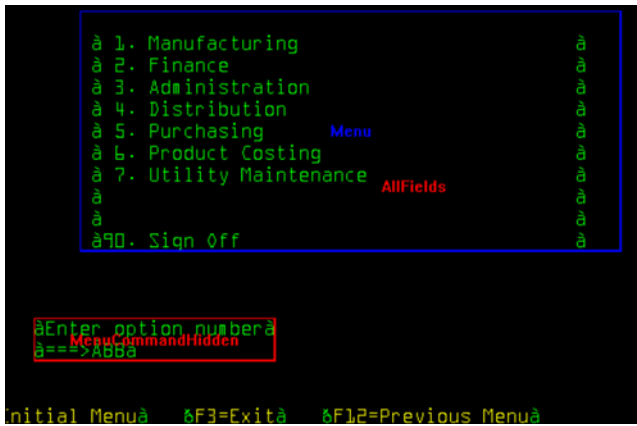 à 1. Manufacturing à
à 2. Finance à
à 3. Administration à
à 4. Distribution à
à 5. Purchasing Menu à
à 6. Product Costing à
à 7. Utility Maintenance AllFields à
à à
à à
à90. Sign Off à
àEnter option numberà
MenuCommandHidden
à===>ABBà
Initial Menuà ðF3=Exità ðF12=Previous Menuà